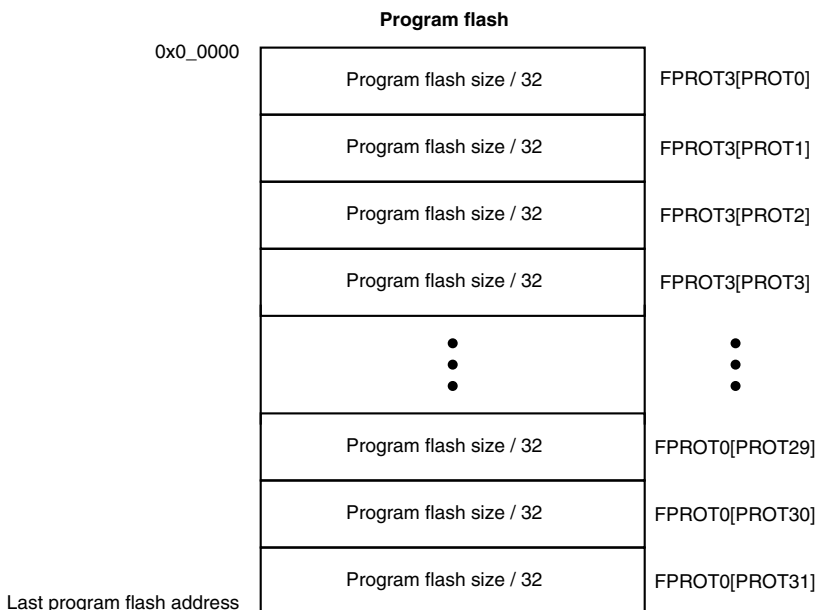 Program flash
0x0_0000
Program flash size / 32 FPROT3[PROT0]
Program flash size / 32 FPROT3[PROT1]
Program flash size / 32 FPROT3[PROT2]
Program flash size / 32 FPROT3[PROT3]
Program flash size / 32 FPROT0[PROT29]
Program flash size / 32 FPROT0[PROT30]
Program flash size / 32 FPROT0[PROT31]
Last program flash address